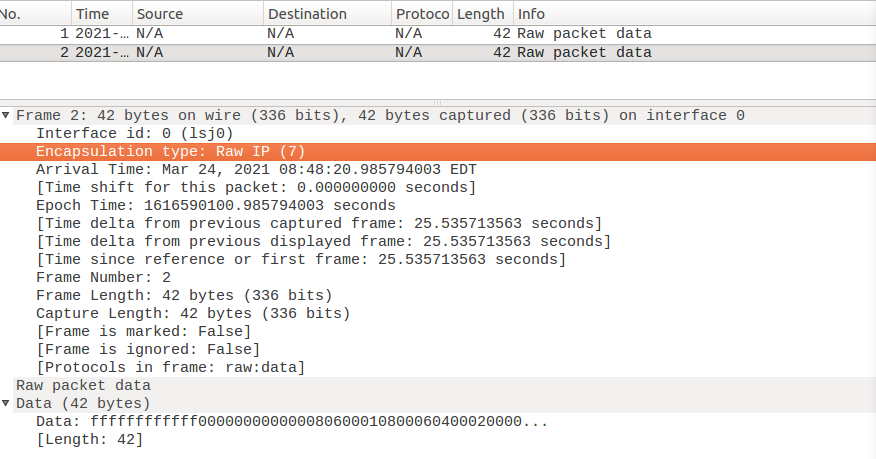 No. Time Source Destination Protoco Length Info
1 2021-… N/A N/A N/A 42 Raw packet data
2 2021-… N/A N/A N/A 42 Raw packet data
Frame 2: 42 bytes on wire (336 bits), 42 bytes captured (336 bits) on interface 0
Interface id: 0 (lsj0)
Encapsulation type: Raw IP (7)
Arrival Time: Mar 24, 2021 08:48:20.985794003 EDT
[Time shift for this packet: 0.000000000 seconds]
Epoch Time: 1616590100.985794003 seconds
[Time delta from previous captured frame: 25.535713563 seconds]
[Time delta from previous displayed frame: 25.535713563 seconds]
[Time since reference or first frame: 25.535713563 seconds]
Frame Number: 2
Frame Length: 42 bytes (336 bits)
Capture Length: 42 bytes (336 bits)
[Frame is marked: False]
[Frame is ignored: False]
[Protocols in frame: raw:data]
Raw packet data
Data (42 bytes)
Data: ffffffffffff00000000000008060001080006040002​0000...
[Length: 42]